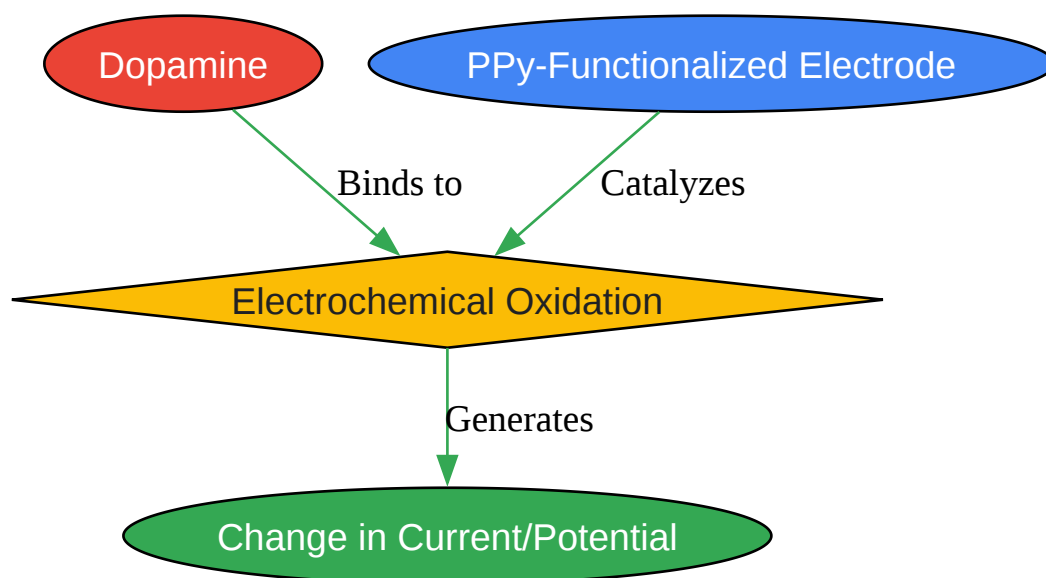 Dopamine
PPy-Functionalized Electrode
Binds to
Catalyzes
Electrochemical Oxidation
Generates
Change in Current/Potential